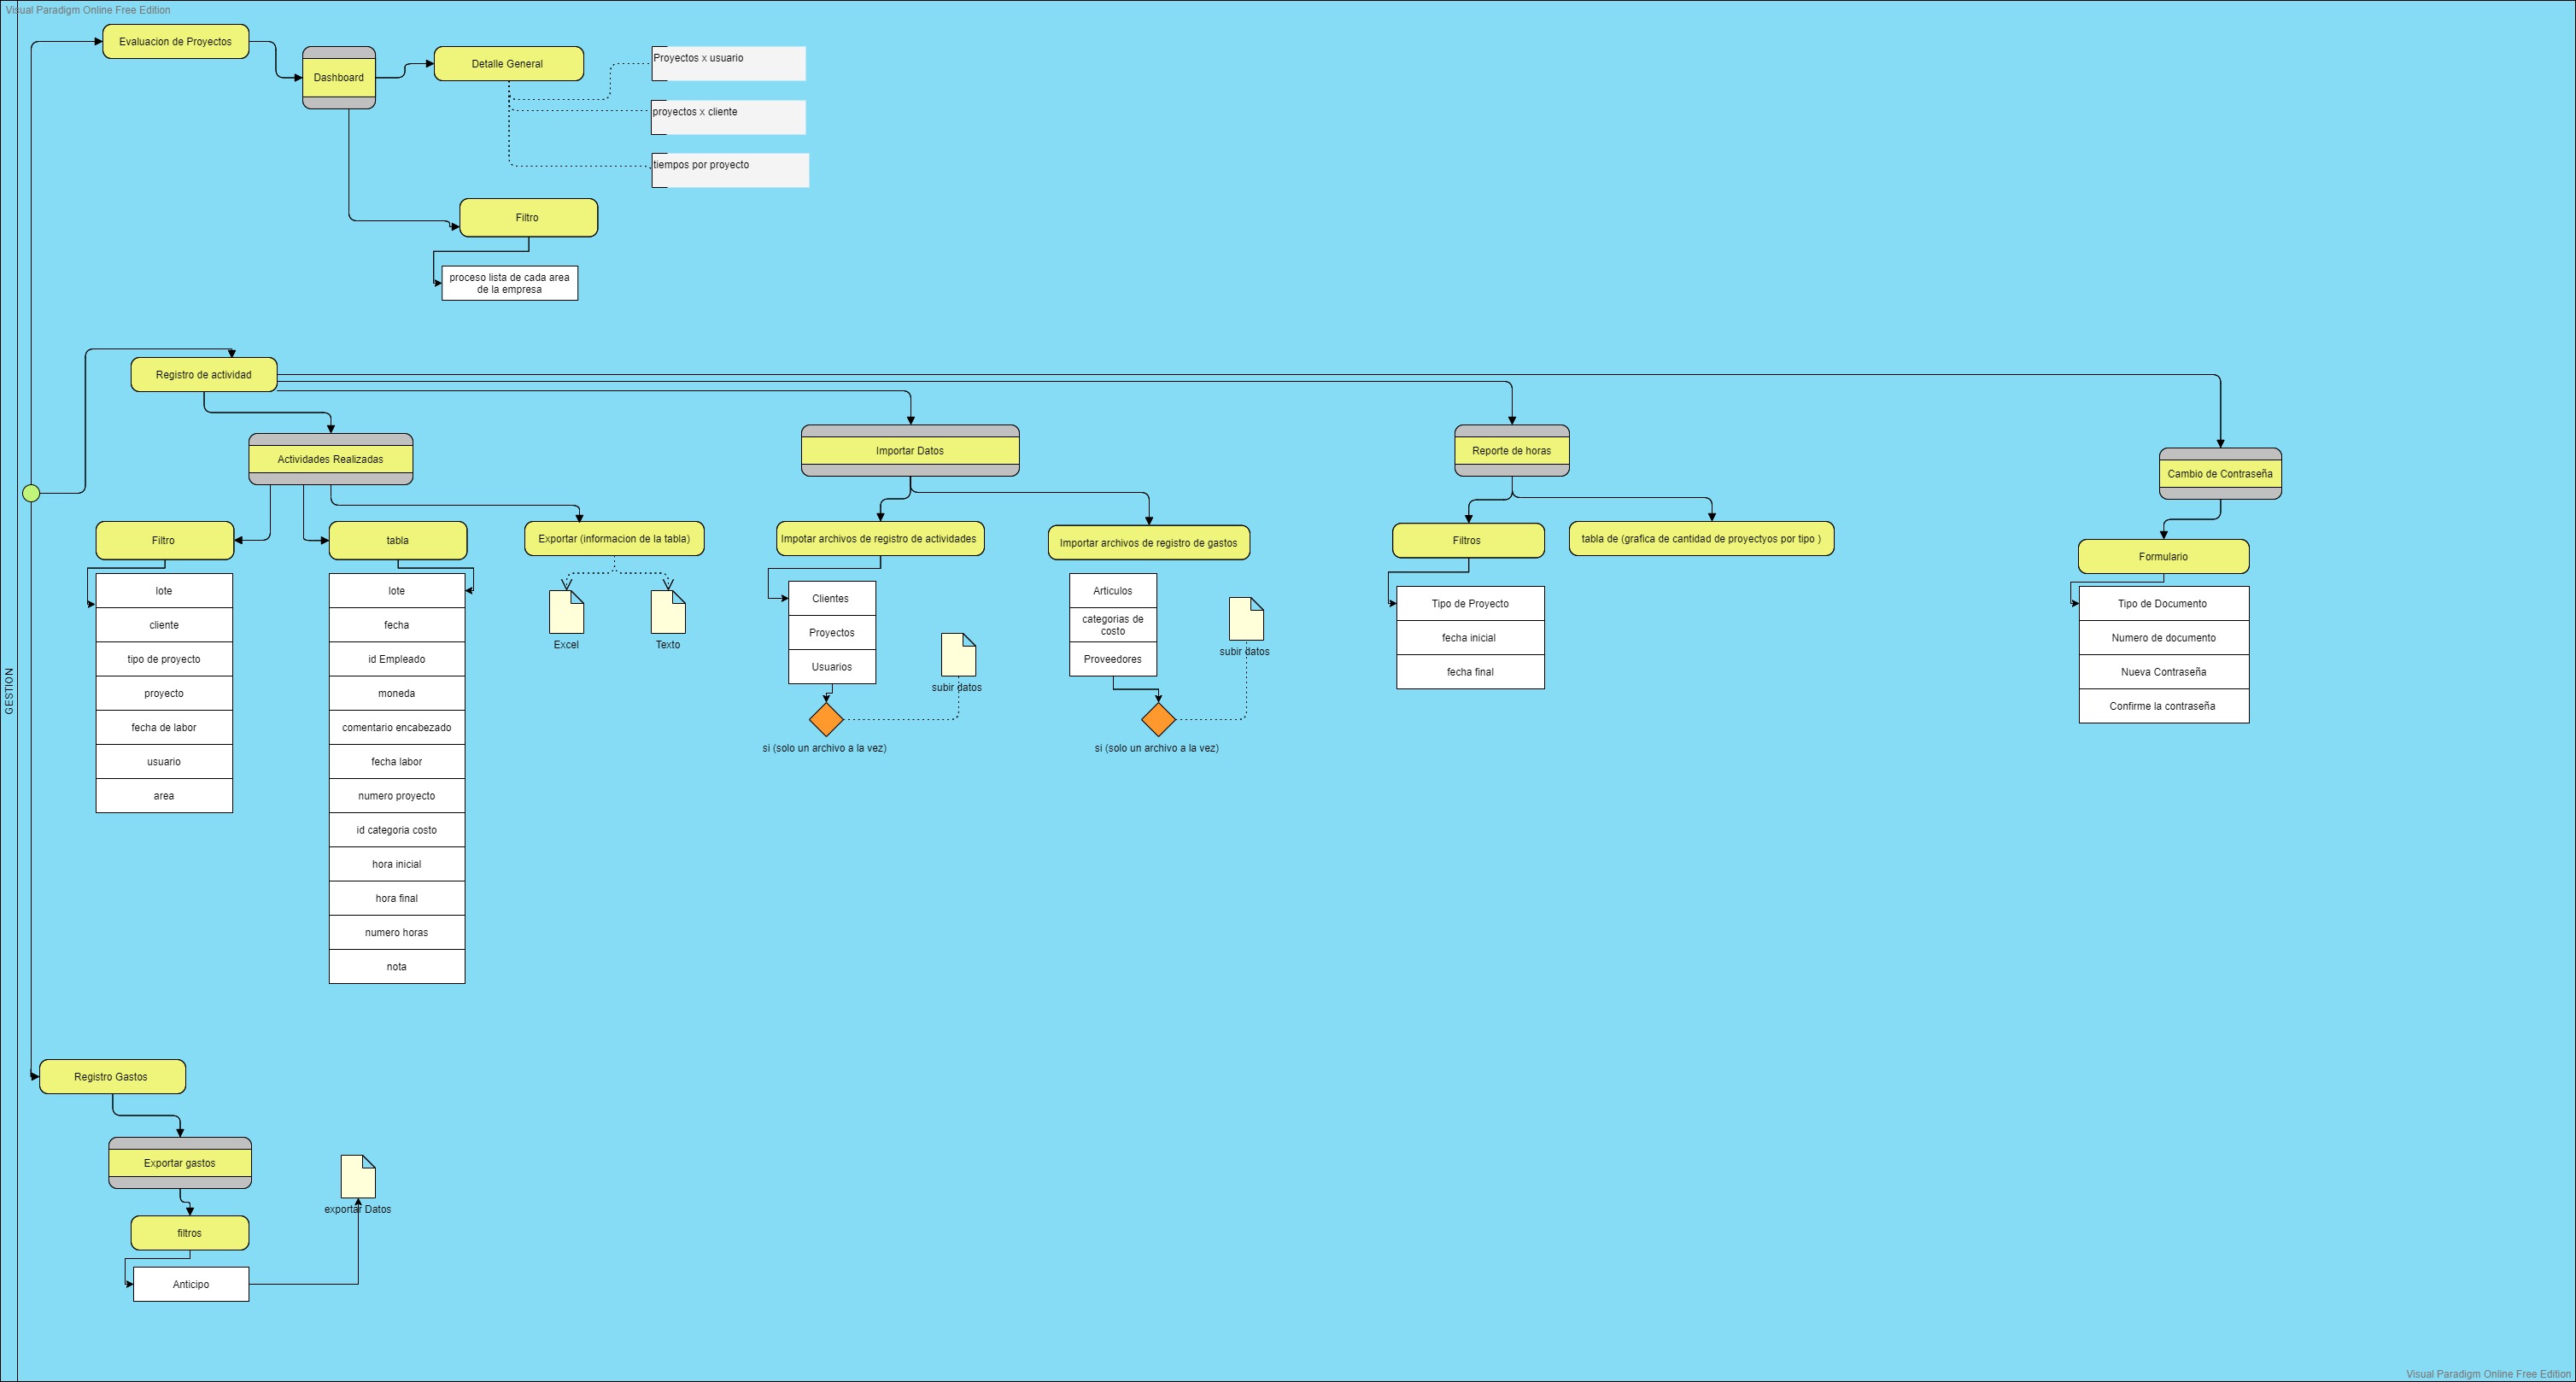 Visual Paradigm Online Free Edition
GESTION
Evaluacion de Proyectos
Dashboard
Detalle General
Proyectos x usuario
proyectos x cliente
tiempos por proyecto
Filtro
proceso lista de cada area
de la empresa
Registro de actividad
Actividades Realizadas
Filtro
lote
cliente
tipo de proyecto
proyecto
fecha de labor
usuario
area
tabla
lote
fecha
id Empleado
moneda
comentario encabezado
fecha labor
numero proyecto
id categoria costo
hora inicial
hora final
numero horas
nota
Exportar (informacion de la tabla)
Excel
Texto
Importar Datos
Impotar archivos de registro de actividades
Clientes
Proyectos
Usuarios
subir datos
si (solo un archivo a la vez)
Importar archivos de registro de gastos
Articulos
categorias de
costo
Proveedores
subir datos
si (solo un archivo a la vez)
Reporte de horas
Filtros
Tipo de Proyecto
fecha inicial
fecha final
tabla de (grafica de cantidad de proyectyos por tipo )
Cambio de Contraseña
Formulario
Tipo de Documento
Numero de documento
Nueva Contraseña
Confirme la contraseña
Registro Gastos
Exportar gastos
filtros
Anticipo
exportar Datos
Visual Paradigm Online Free Edition